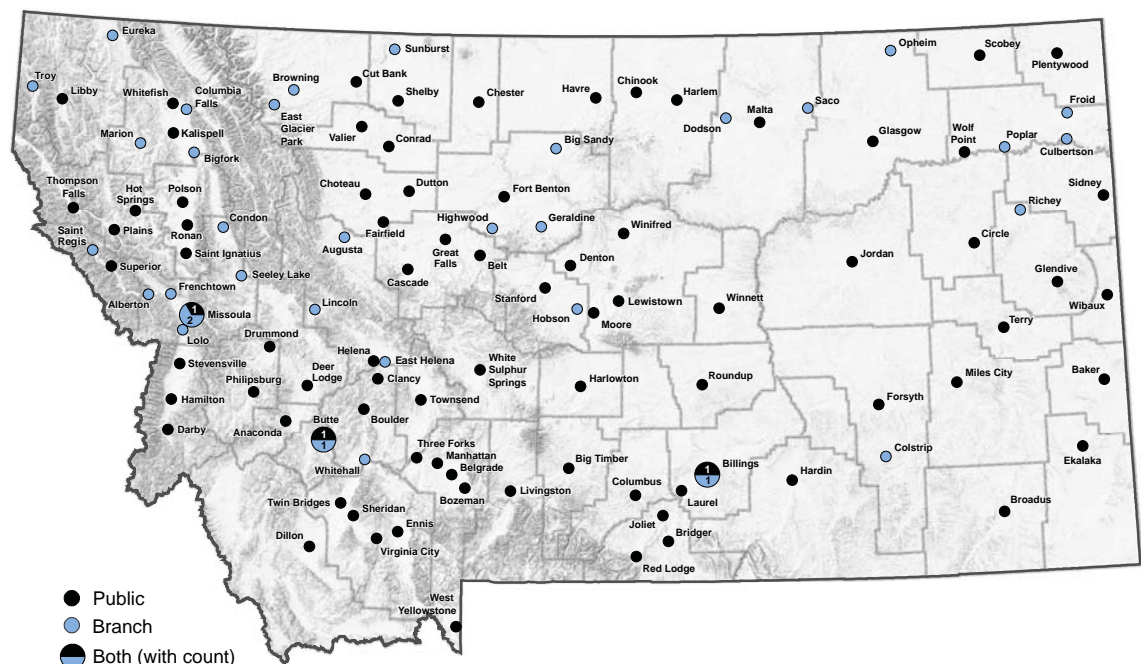 Eureka
Sunburst
Opheim
Scobey
Plentywood
Troy
Libby
Whitefish
Columbia
Falls
Browning
Cut Bank
Shelby
Chester
Havre
Chinook
Harlem
Malta
Saco
Froid
East
Glacier
Park
Marion
Kalispell
Bigfork
Valier
Conrad
Big Sandy
Dodson
Glasgow
Wolf
Point
Poplar
Culbertson
Thompson
Falls
Hot
Springs
Polson
Condon
Choteau
Dutton
Fort Benton
Sidney
Richey
Saint
Regis
Plains
Ronan
Saint Ignatius
Augusta
Fairfield
Highwood
Geraldine
Winifred
Circle
Superior
Seeley Lake
Great
Falls
Belt
Cascade
Denton
Jordan
Glendive
Wibaux
Alberton
Frenchtown
1
2
Missoula
Lolo
Lincoln
Stanford
Hobson
Moore
Lewistown
Winnett
Terry
Drummond
Stevensville
Helena
East Helena
Clancy
White
Sulphur
Springs
Harlowton
Roundup
Miles City
Baker
Philipsburg
Deer
Lodge
Hamilton
Townsend
Boulder
Forsyth
Darby
Anaconda
Butte
1
1
Whitehall
Three Forks
Manhattan
Belgrade
Bozeman
Livingston
Big Timber
Columbus
1
1
Billings
Laurel
Hardin
Colstrip
Ekalaka
Twin Bridges
Sheridan
Ennis
Virginia City
Dillon
Joliet
Bridger
Red Lodge
Broadus
West
Yellowstone
Public
Branch
Both (with count)